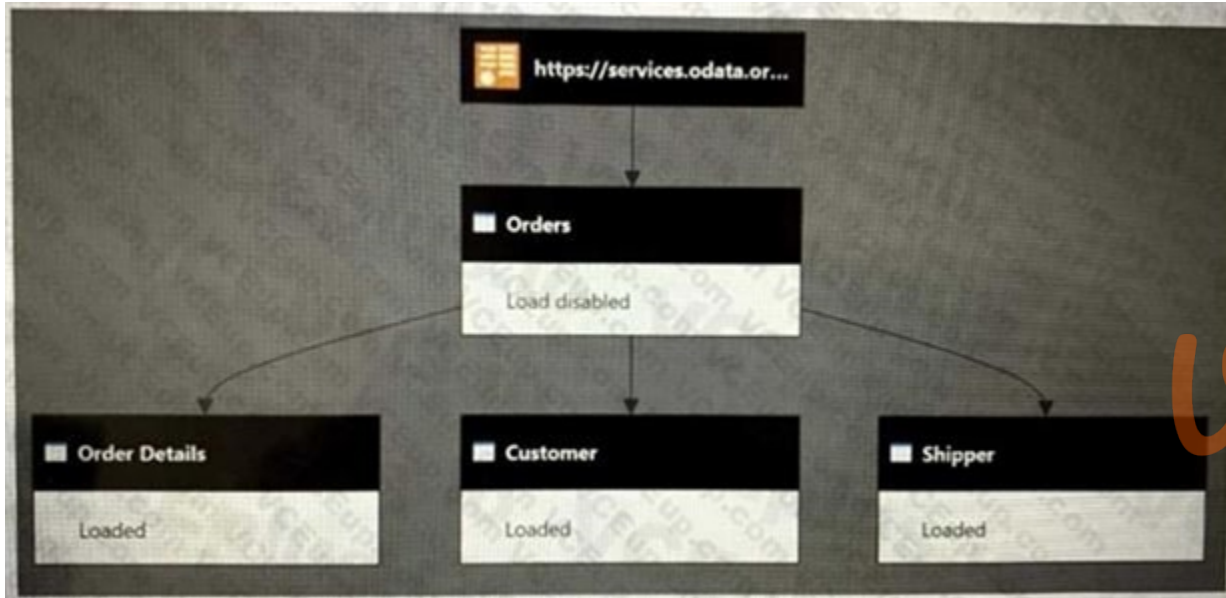 https://services.odata.or...
Orders
Load disabled
Order Details
Customer
Shipper
Loaded
Loaded
Loaded